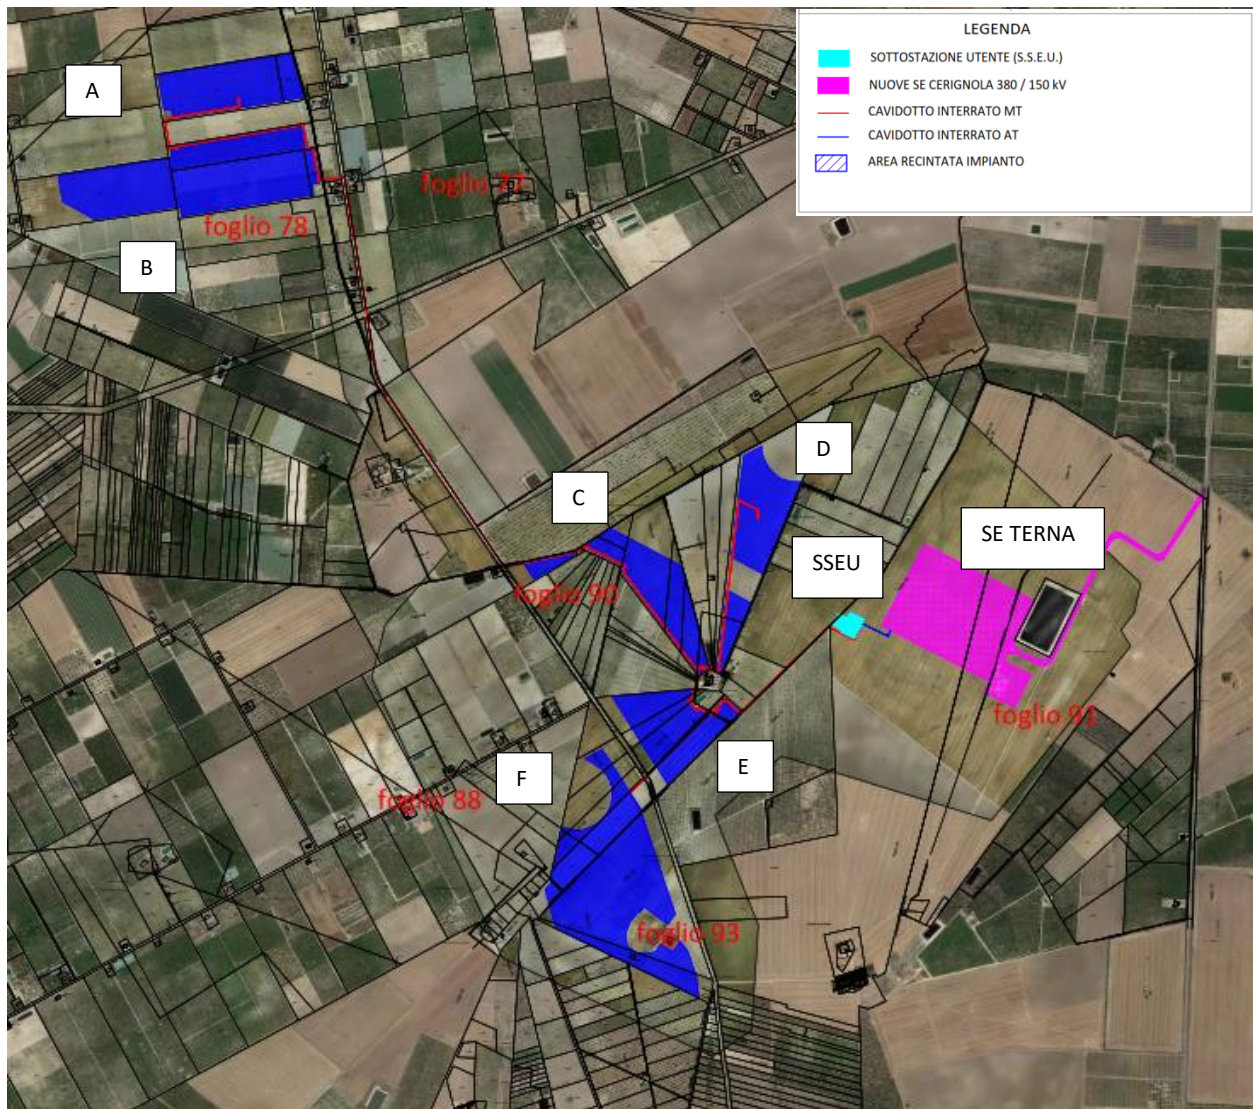 LEGENDA
SOTTOSTAZIONE UTENTE (S.S.E.U.)
NUOVE SE CERIGNOLA 380 / 150 kV
CAVIDOTTO INTERRATO MT
CAVIDOTTO INTERRATO AT
AREA RECINTATA IMPIANTO
A
foglio 77
foglio 78
B
D
C
SE TERNA
SSEU
foglio 90
foglio 91
E
F
foglio 88
foglio 93